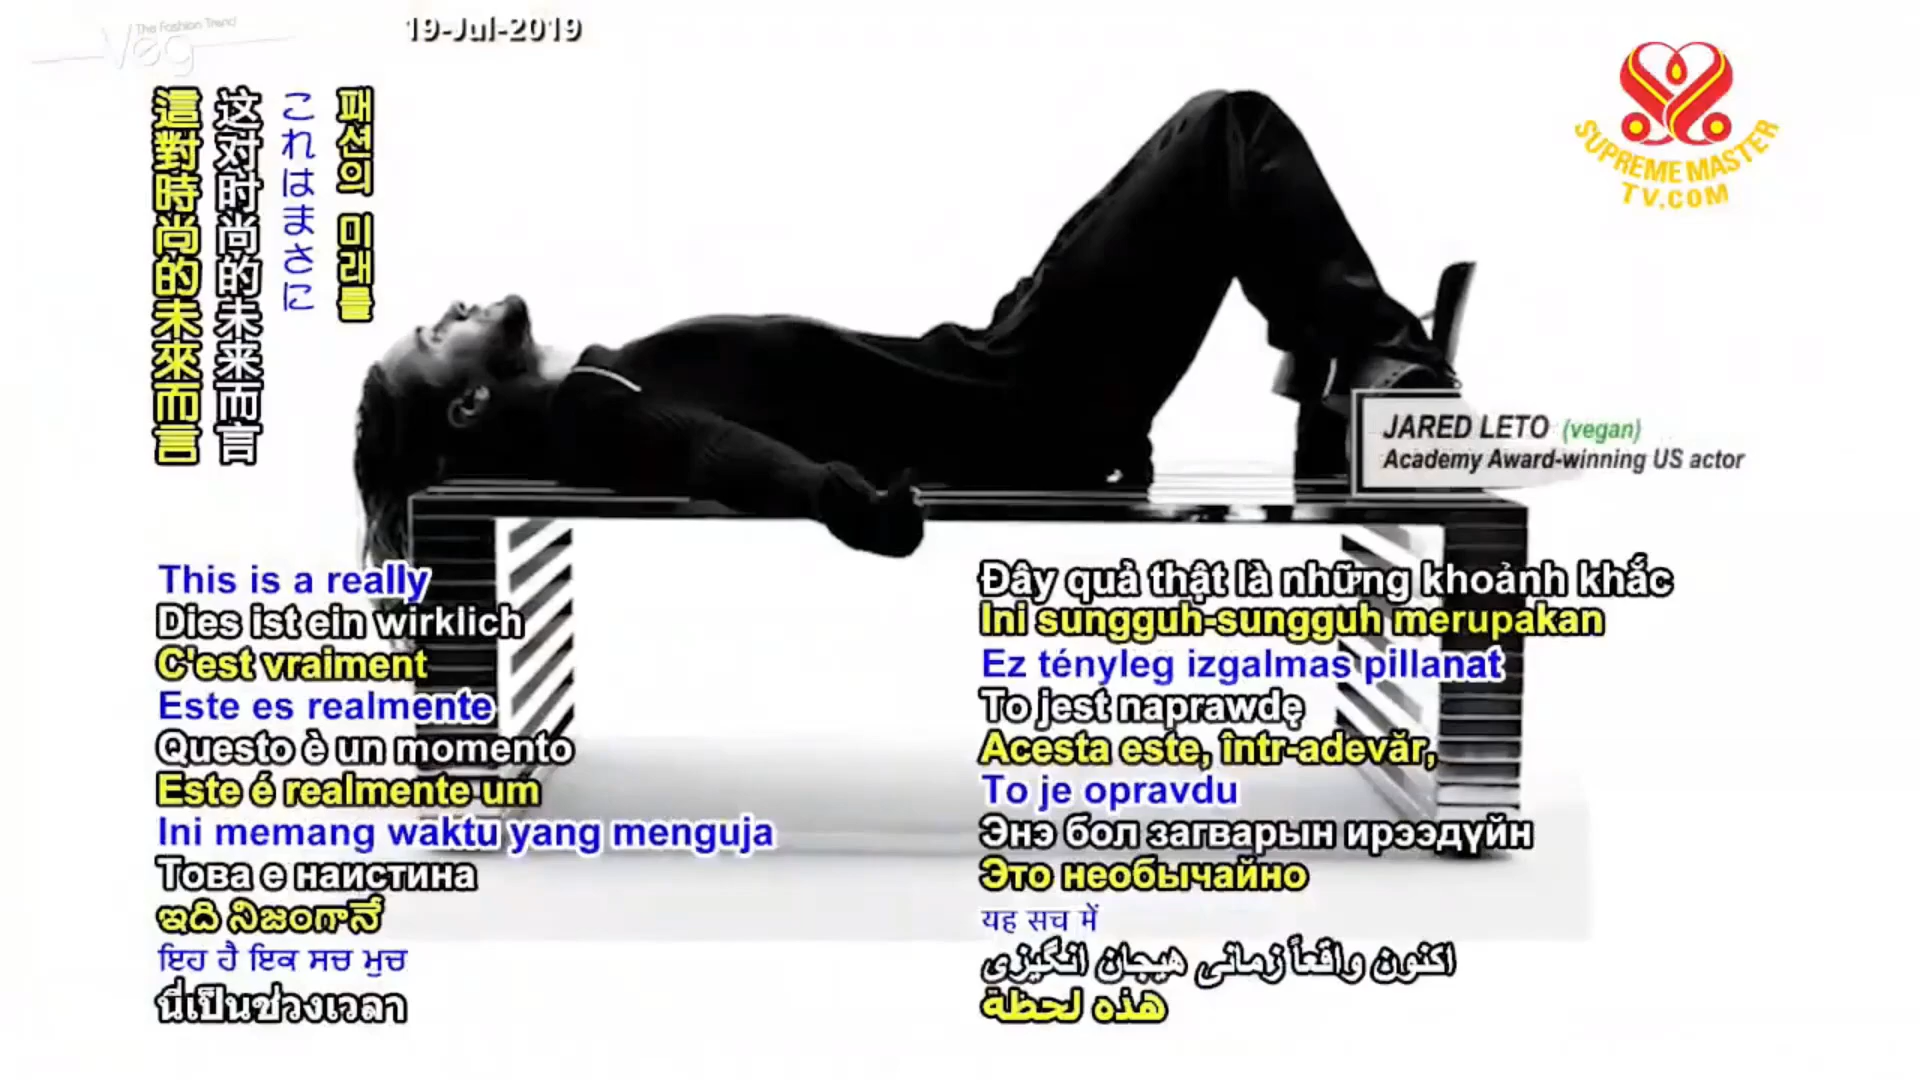 The Fashion Trend
Veg
19-Jul-2019
SUPREME MASTER
TV.COM
這對時尚的未來而言
这对时尚的未来而言
これはまさに
패션의 미래를
JARED LETO (vegan)
Academy Award-winning US actor
This is a really
Dies ist ein wirklich
C'est vraiment
Este es realmente
Questo è un momento
Este é realmente um
Ini memang waktu yang menguja
Това е наистина
ఇది నిజంగానే
ਇਹ ਹੈ ਇਕ ਸਚ ਮੁਚ
นี่เป็นช่วงเวลา
Đây quả thật là những khoảnh khắc
Ini sungguh-sungguh merupakan
Ez tényleg izgalmas pillanat
To jest naprawdę
Acesta este, într-adevăr,
To je opravdu
Энэ бол загварын ирээдүйн
Это необычайно
यह सच में
اکنون واقعاً زمانی هیجان انگیزی
هذه لحظة